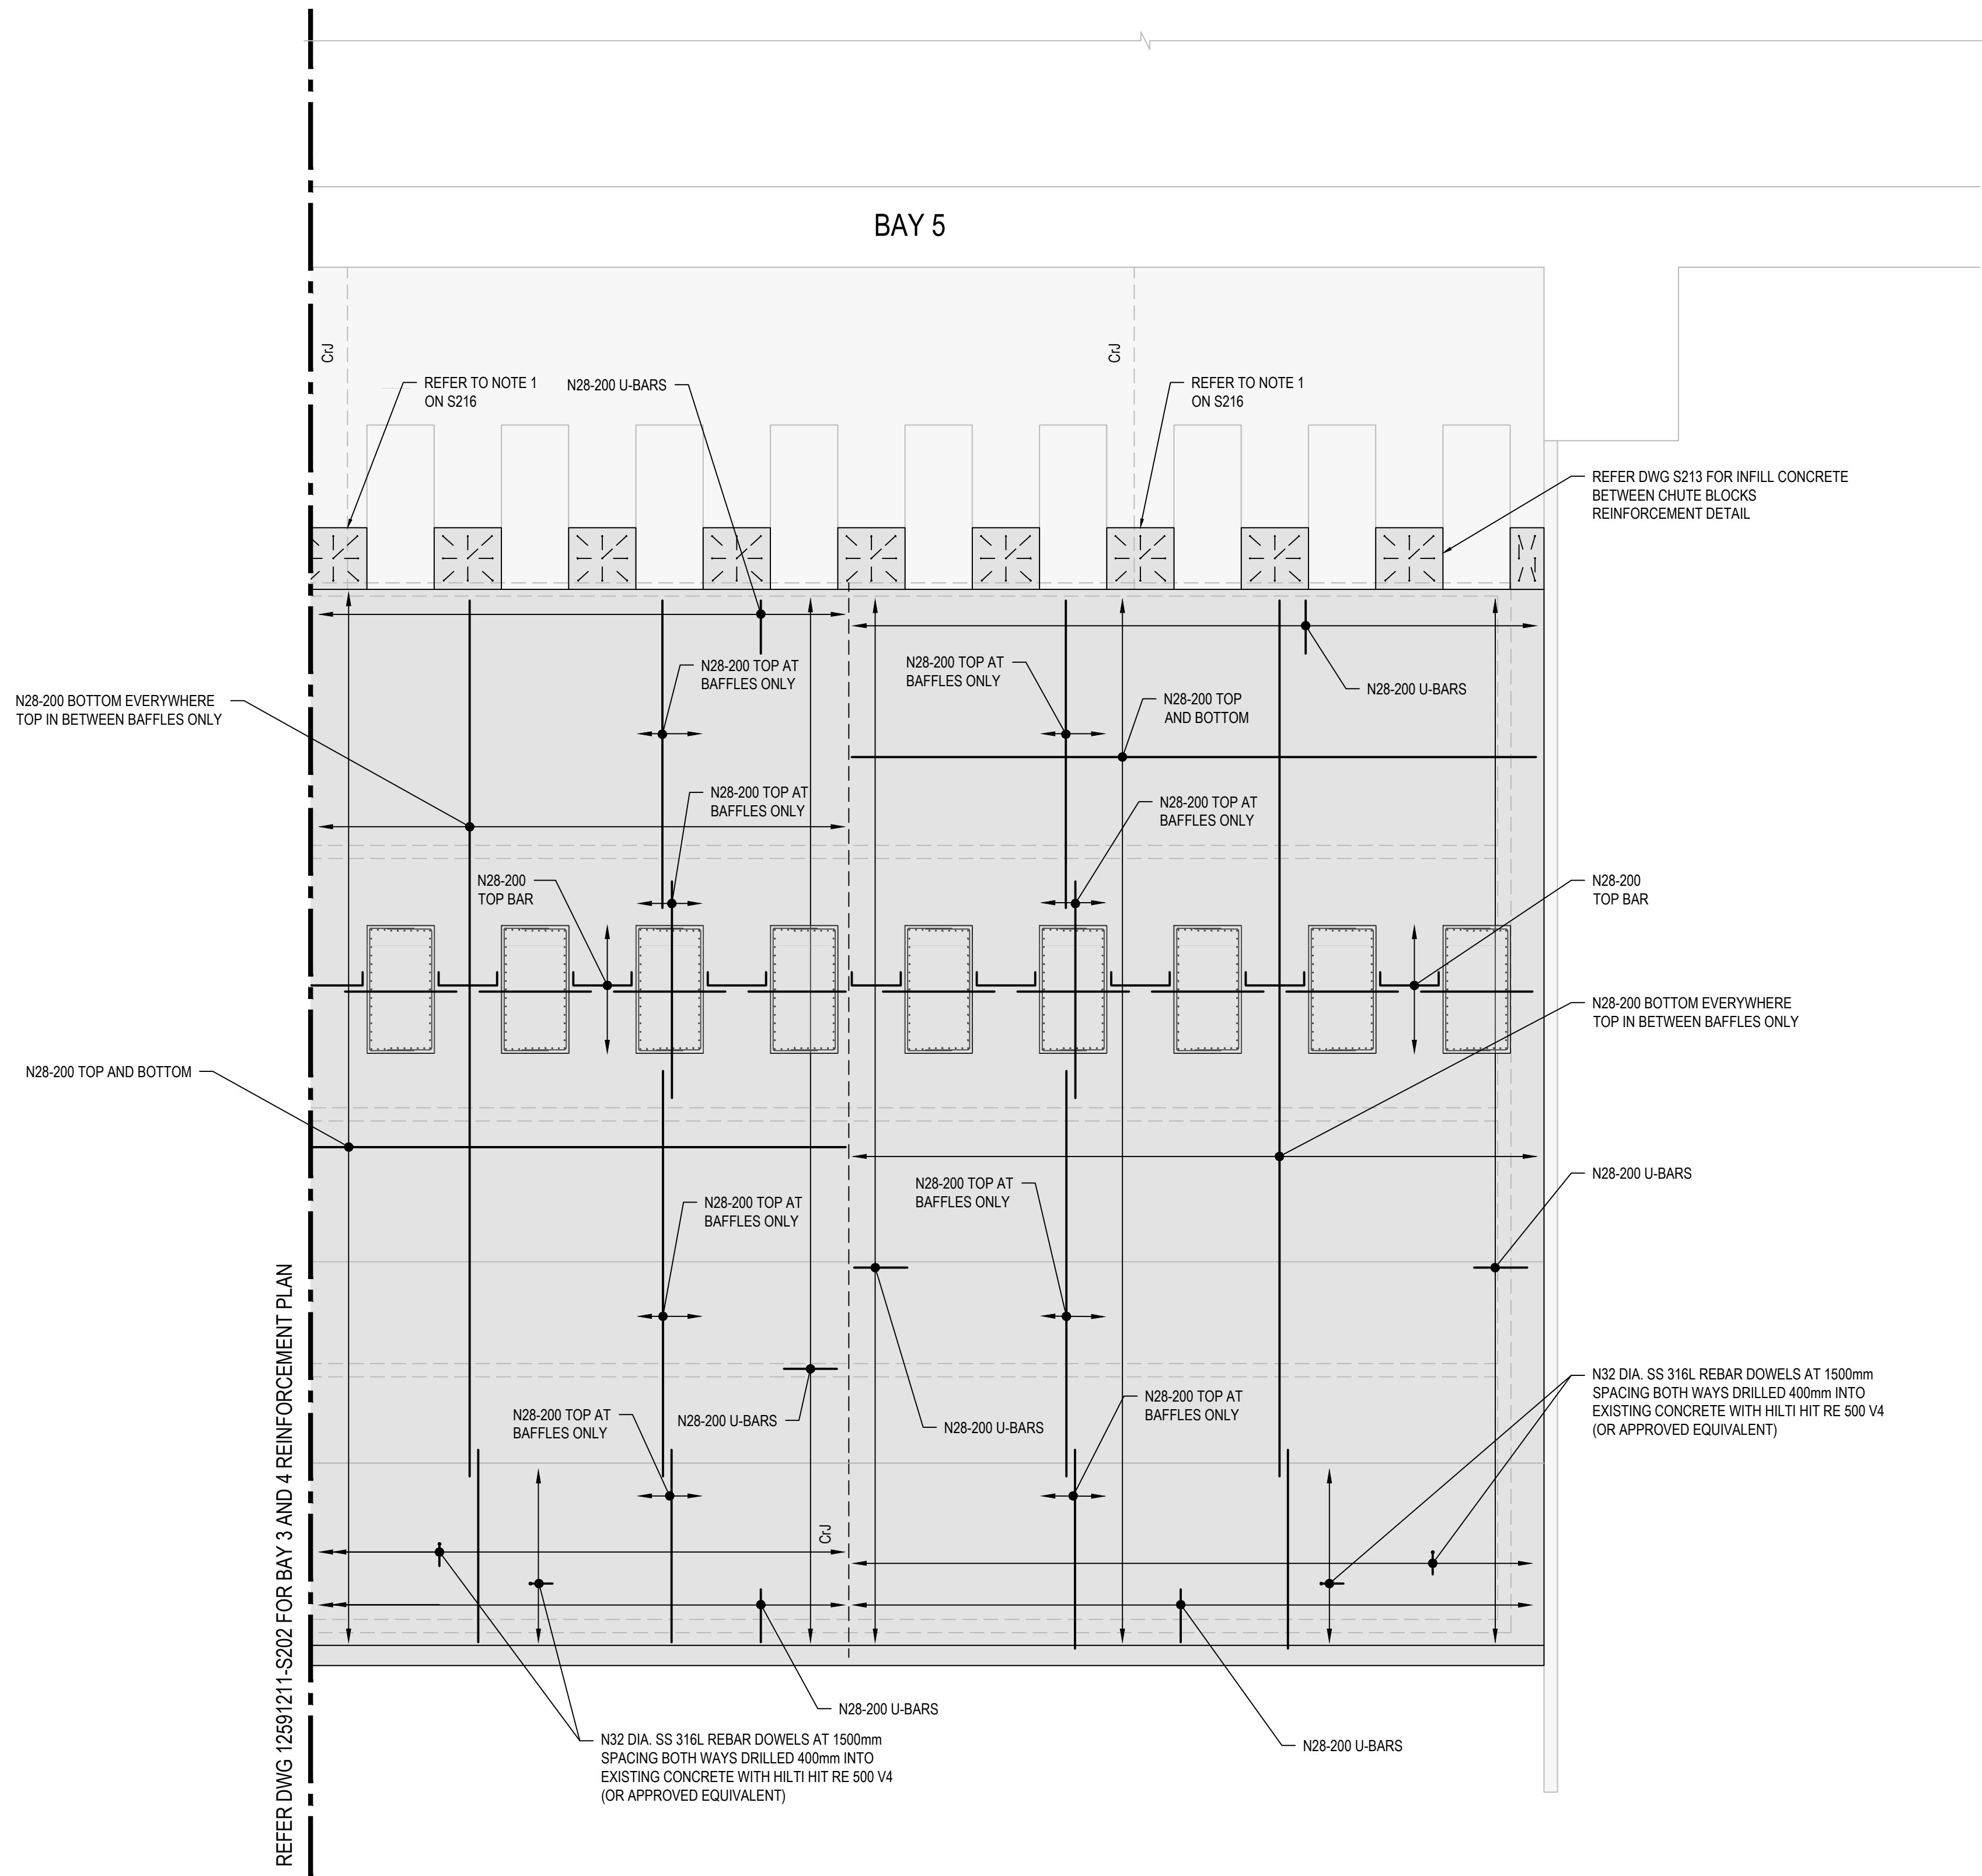 BAY 5
CrJ
CrJ
REFER TO NOTE 1
ON S216
N28-200 U-BARS
REFER TO NOTE 1
ON S216
REFER DWG S213 FOR INFILL CONCRETE
BETWEEN CHUTE BLOCKS
REINFORCEMENT DETAIL
N28-200 TOP AT
BAFFLES ONLY
N28-200 TOP AT
BAFFLES ONLY
N28-200 U-BARS
N28-200 BOTTOM EVERYWHERE
TOP IN BETWEEN BAFFLES ONLY
N28-200 TOP
AND BOTTOM
N28-200 TOP AT
BAFFLES ONLY
N28-200 TOP AT
BAFFLES ONLY
N28-200
TOP BAR
N28-200
TOP BAR
N28-200 BOTTOM EVERYWHERE
TOP IN BETWEEN BAFFLES ONLY
N28-200 TOP AND BOTTOM
N28-200 U-BARS
N28-200 TOP AT
BAFFLES ONLY
N28-200 TOP AT
BAFFLES ONLY
N32 DIA. SS 316L REBAR DOWELS AT 1500mm
SPACING BOTH WAYS DRILLED 400mm INTO
EXISTING CONCRETE WITH HILTI HIT RE 500 V4
(OR APPROVED EQUIVALENT)
N28-200 TOP AT
BAFFLES ONLY
N28-200 U-BARS
N28-200 U-BARS
N28-200 TOP AT
BAFFLES ONLY
CrJ
REFER DWG 12591211-S202 FOR BAY 3 AND 4 REINFORCEMENT PLAN
N28-200 U-BARS
N32 DIA. SS 316L REBAR DOWELS AT 1500mm
SPACING BOTH WAYS DRILLED 400mm INTO
EXISTING CONCRETE WITH HILTI HIT RE 500 V4
(OR APPROVED EQUIVALENT)
N28-200 U-BARS